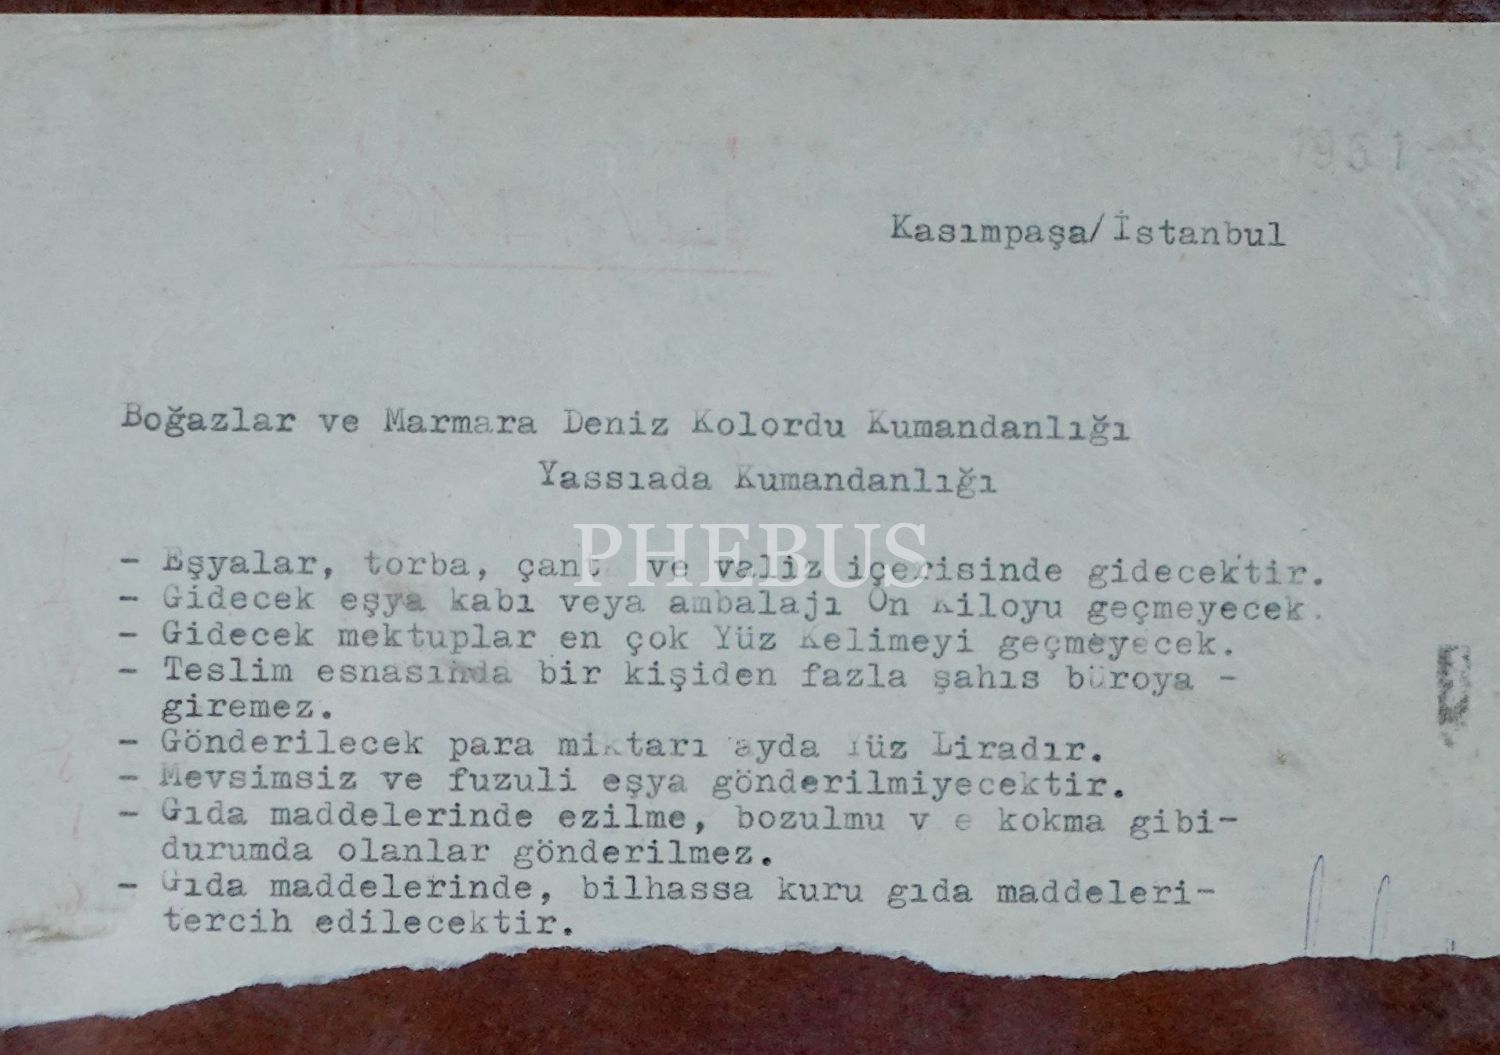 1961
Kasımpaşa/İstanbul
Boğazlar ve Marmara Deniz Kolordu Kumandanlığı
Yassıada Kumandanlığı
PHEBUS
- Eşyalar, torba, çanta ve valiz içerisinde gidecektir.
- Gidecek eşya kabı veya ambalajı On Kiloyu geçmeyecek.
- Gidecek mektuplar en çok Yüz Kelimeyi geçmeyecek.
- Teslim esnasında bir kişiden fazla şahıs büroya -
giremez.
- Gönderilecek para miktarı ayda Yüz Liradır.
- Mevsimsiz ve fuzuli eşya gönderilmiyecektir.
- Gıda maddelerinde ezilme, bozulmu v e kokma gibi-
durumda olanlar gönderilmez.
- Gıda maddelerinde, bilhassa kuru gıda maddeleri-
tercih edilecektir.